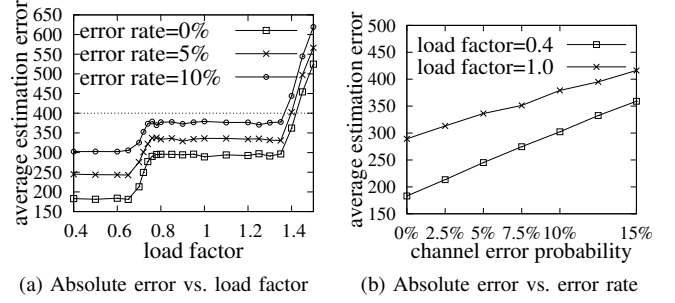 average estimation error
650
600
550
500
450
400
350
300
250
200
150
error rate=0%
error rate=5%
error rate=10%
0.4 0.6 0.8 1 1.2 1.4
load factor
(a) Absolute error vs. load factor
average estimation error
500
450
400
350
300
250
200
150
load factor=0.4
load factor=1.0
0% 2.5% 5% 7.5% 10% 15%
channel error probability
(b) Absolute error vs. error rate